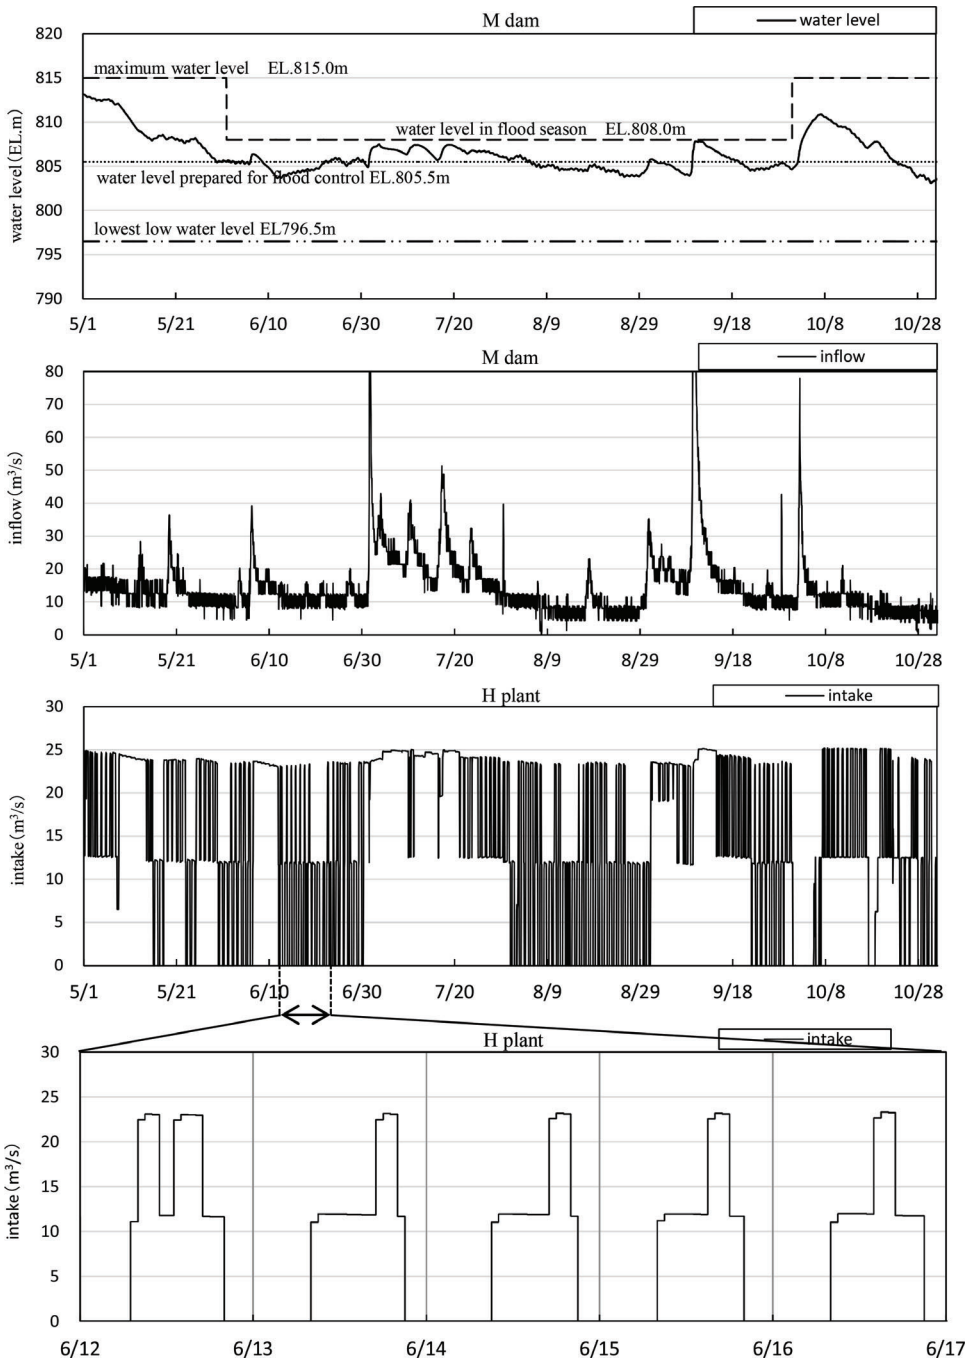 M dam
water level
820
815
810
805
800
795
790
water level(EL.m)
maximum water level EL.815.0m
water level in flood season EL.808.0m
water level prepared for flood control EL.805.5m
lowest low water level EL796.5m
5/1 5/21 6/10 6/30 7/20 8/9 8/29 9/18 10/8 10/28
M dam
inflow
80
70
60
50
40
30
20
10
0
inflow(m³/s)
5/1 5/21 6/10 6/30 7/20 8/9 8/29 9/18 10/8 10/28
H plant
intake
30
25
20
15
10
5
0
intake(m³/s)
5/1 5/21 6/10 6/30 7/20 8/9 8/29 9/18 10/8 10/28
H plant
intake
30
25
20
15
10
5
0
intake(m³/s)
6/12 6/13 6/14 6/15 6/16 6/17